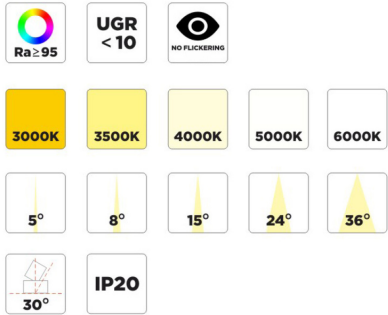 Ra≥95
UGR
<10
NO FLICKERING
3000K
3500K
4000K
5000K
6000K
5°
8°
15°
24°
36°
30°
IP20